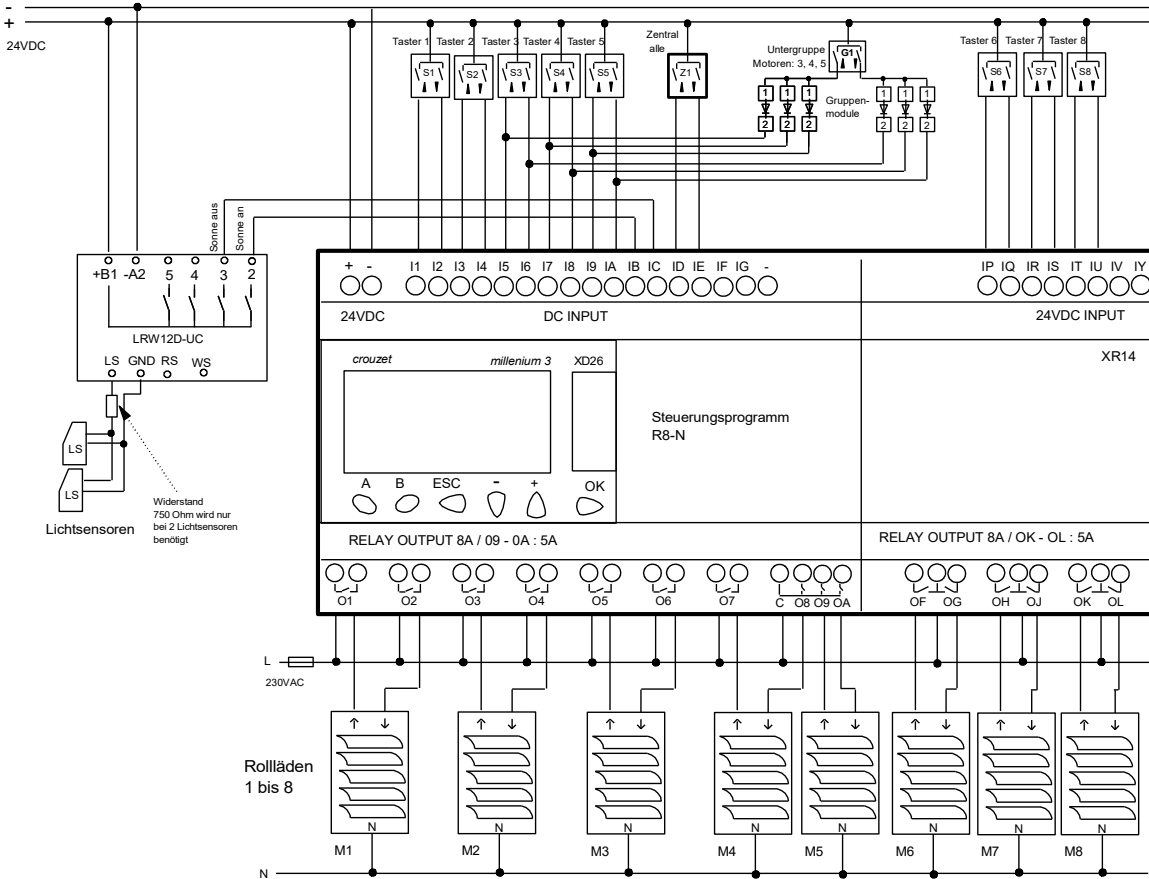 -
+
24VDC
Taster 1 Taster 2 Taster 3 Taster 4 Taster 5
Zentral
alle
Untergruppe
Motoren: 3, 4, 5
Taster 6 Taster 7 Taster 8
S1 S2 S3 S4 S5 Z1 G1 S6 S7 S8
1 1 1 1 1 1
Gruppen-
module
2 2 2 2 2 2
Sonne aus
Sonne an
+B1 -A2 5 4 3 2
LRW12D-UC
LS GND RS WS
LS
LS
Lichtsensoren
Widerstand
750 Ohm wird nur
bei 2 Lichtsensoren
benötigt
+ - I1 I2 I3 I4 I5 I6 I7 I8 I9 IA IB IC ID IE IF IG - IP IQ IR IS IT IU IV IY
24VDC DC INPUT 24VDC INPUT
crouzet millenium 3 XD26 XR14
Steuerungsprogramm
R8-N
A B ESC - + OK
RELAY OUTPUT 8A / 09 - 0A : 5A RELAY OUTPUT 8A / OK - OL : 5A
O1 O2 O3 O4 O5 O6 O7 C O8 O9 OA OF OG OH OJ OK OL
L
230VAC
Rollläden
1 bis 8
N N N N N N N N
M1 M2 M3 M4 M5 M6 M7 M8
N